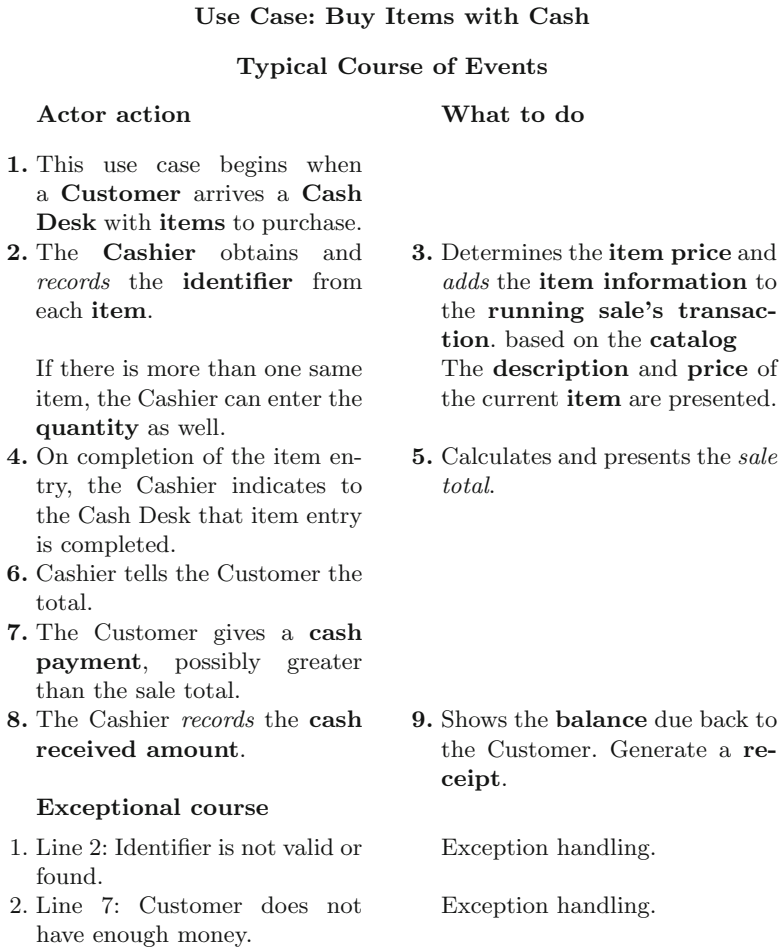 Use Case: Buy Items with Cash
Typical Course of Events
Actor action
What to do
1. This use case begins when
a Customer arrives a Cash
Desk with items to purchase.
2. The Cashier obtains and
records the identifier from
each item.
If there is more than one same
item, the Cashier can enter the
quantity as well.
3. Determines the item price and
adds the item information to
the running sale's transac-
tion. based on the catalog
The description and price of
the current item are presented.
4. On completion of the item en-
try, the Cashier indicates to
the Cash Desk that item entry
is completed.
5. Calculates and presents the sale
total.
6. Cashier tells the Customer the
total.
7. The Customer gives a cash
payment, possibly greater
than the sale total.
8. The Cashier records the cash
received amount.
9. Shows the balance due back to
the Customer. Generate a re-
ceipt.
Exceptional course
1. Line 2: Identifier is not valid or
found.
Exception handling.
2. Line 7: Customer does not
have enough money.
Exception handling.